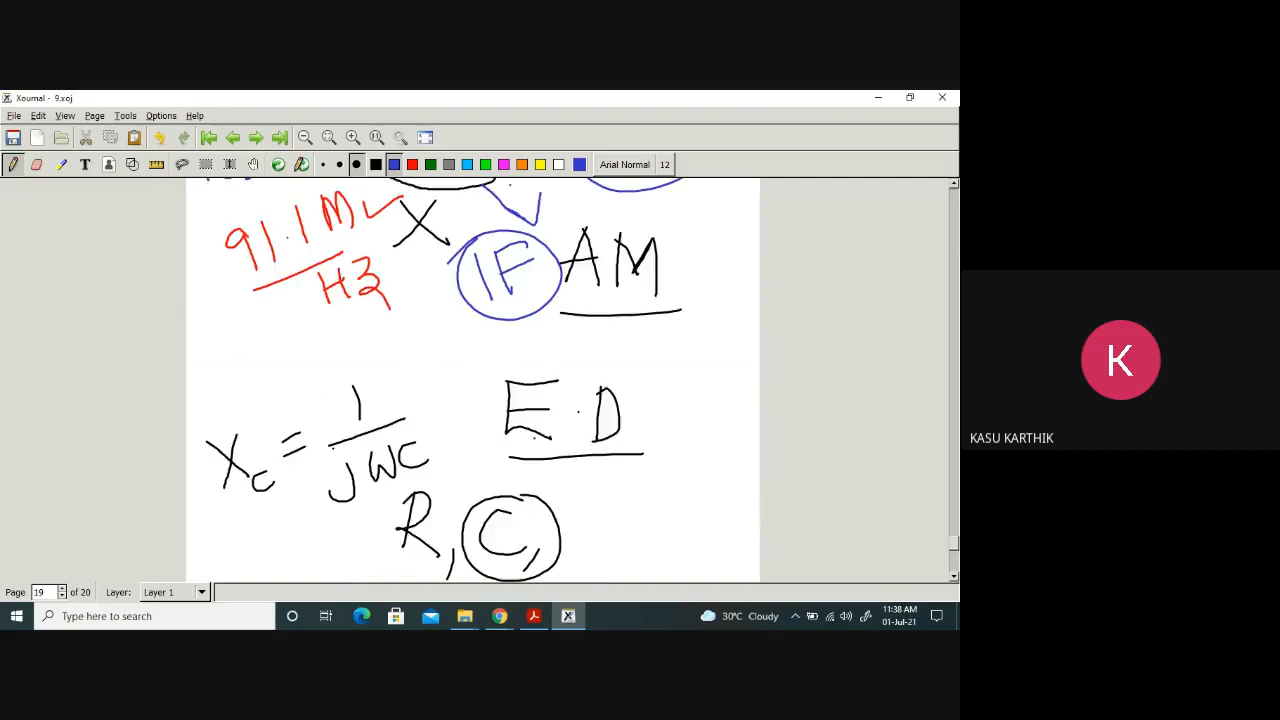 Xournal - 9.xoj
File Edit View Page Tools Options Help
Arial Normal 12
91.1 M
Hz
X
IF
AM
Xc = 1/jwc
E.D
R, C,
KASU KARTHIK
K
Page 19 of 20 Layer: Layer 1
Type here to search
30°C Cloudy
11:38 AM
01-Jul-21